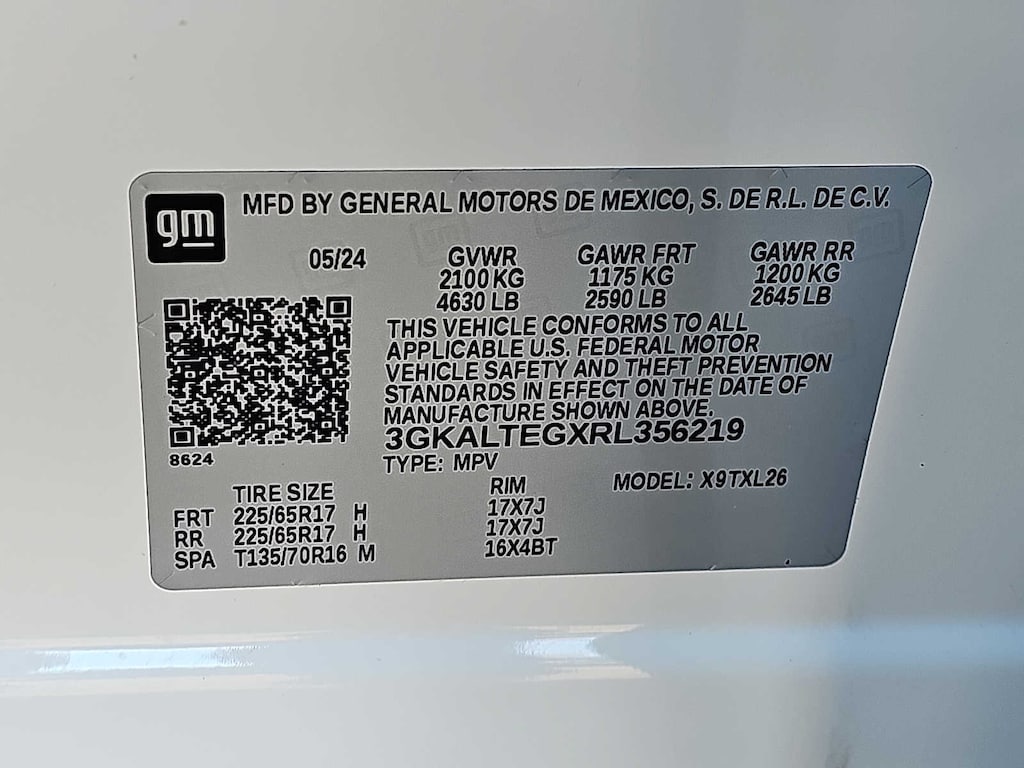 gm
MFD BY GENERAL MOTORS DE MEXICO, S. DE R.L. DE C.V.
05/24 GVWR GAWR FRT GAWR RR
2100 KG 1175 KG 1200 KG
4630 LB 2590 LB 2645 LB
THIS VEHICLE CONFORMS TO ALL
APPLICABLE U.S. FEDERAL MOTOR
VEHICLE SAFETY AND THEFT PREVENTION
STANDARDS IN EFFECT ON THE DATE OF
MANUFACTURE SHOWN ABOVE.
3GKALTEGXRL356219
8624
TYPE: MPV MODEL: X9TXL26
TIRE SIZE RIM
FRT 225/65R17 H 17X7J
RR 225/65R17 H 17X7J
SPA T135/70R16 M 16X4BT